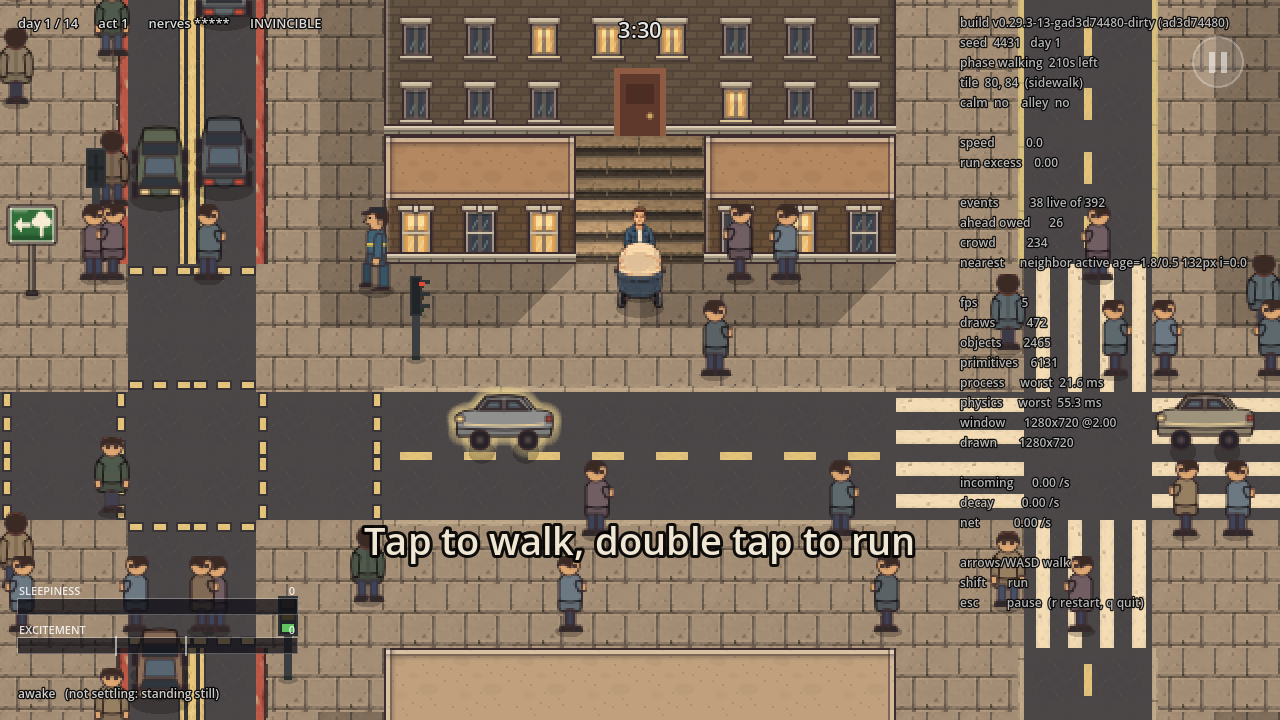 day 1 / 14 act 1 nerves ***** INVINCIBLE
3:30
build v0.29.3-13-gad3d74480-dirty (ad3d74480)
seed 4431 day 1
phase walking 210s left
tile 80, 84 (sidewalk)
calm no alley no
speed 0.0
run excess 0.00
events 38 live of 392
ahead owed 26
crowd 234
nearest neighbor active age=1.8/0.5 132px i=0.0
fps 5
draws 472
objects 2465
primitives 6131
process worst 21.6 ms
physics worst 55.3 ms
window 1280x720 @2.00
drawn 1280x720
incoming 0.00 /s
decay 0.00 /s
net 0.00 /s
arrows/WASD walk
shift run
esc pause (r restart, q quit)
Tap to walk, double tap to run
SLEEPINESS 0
EXCITEMENT 0
awake (not settling: standing still)